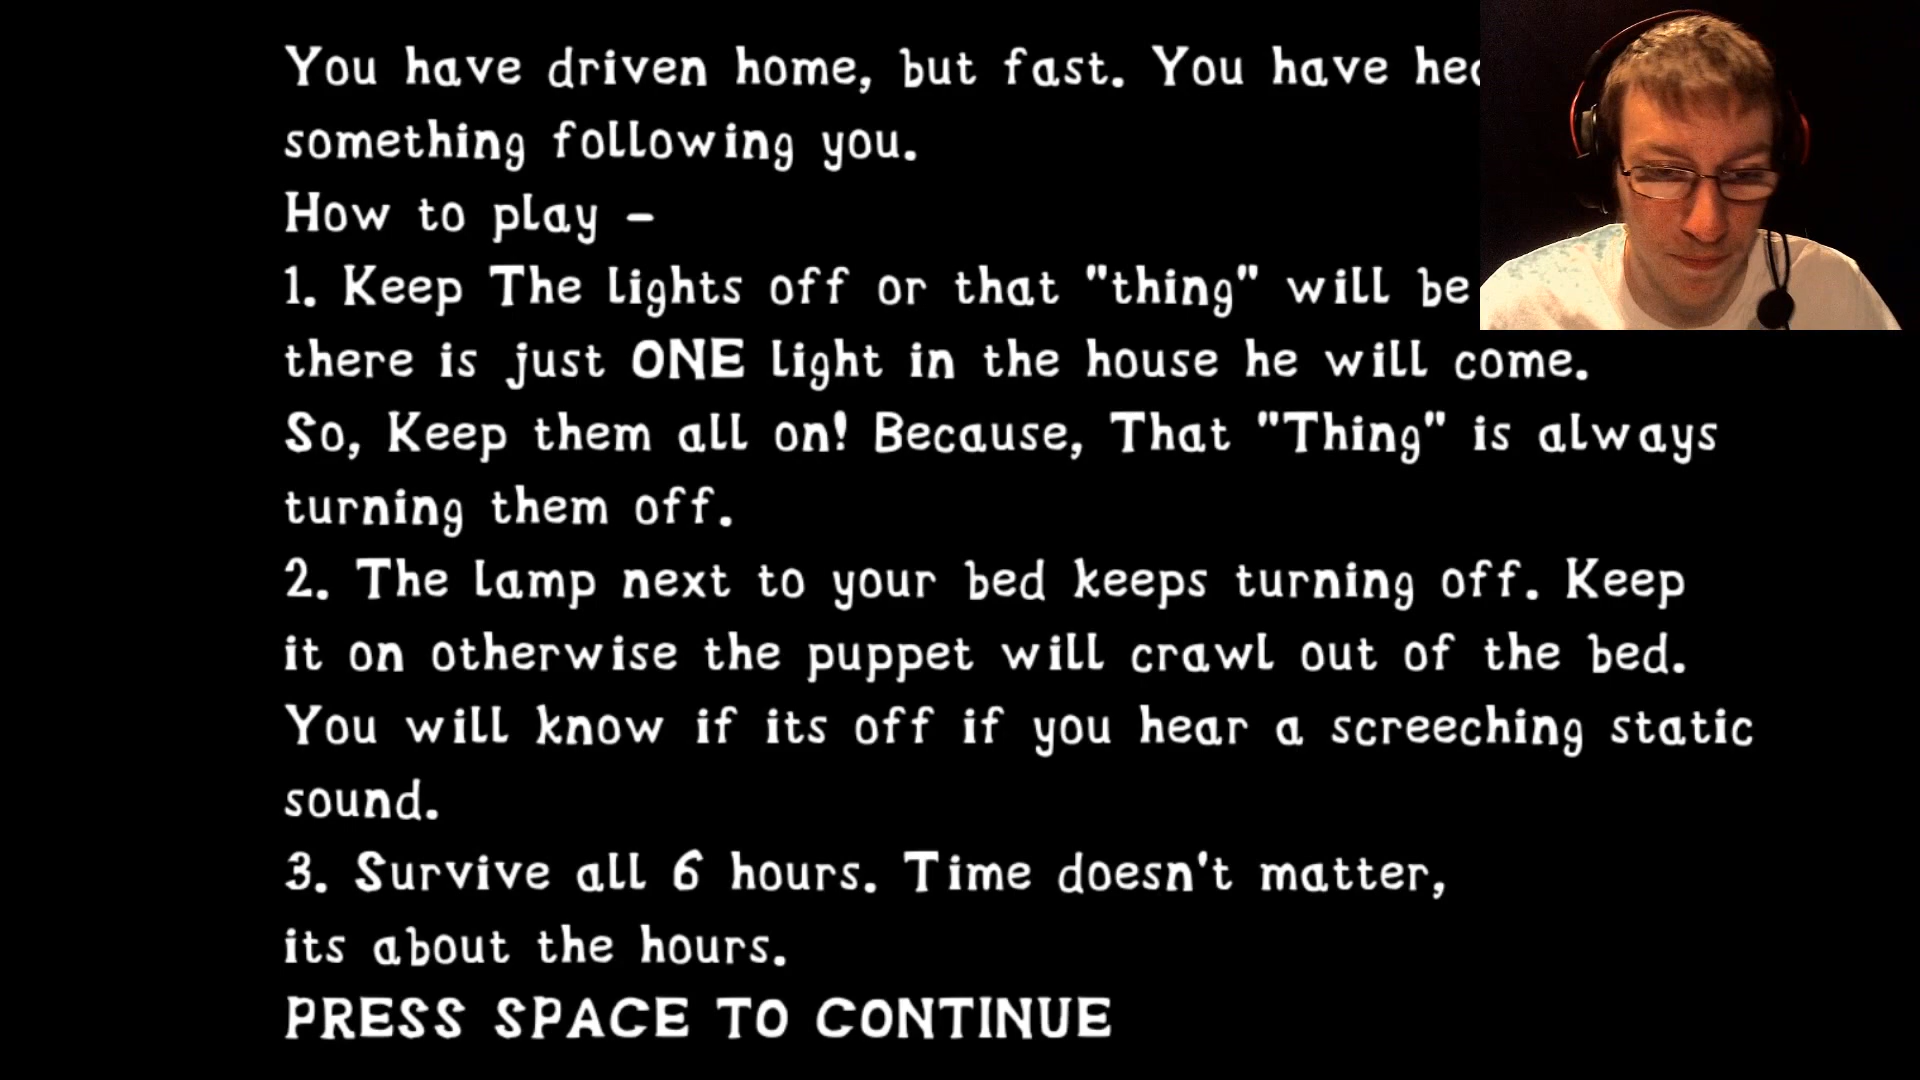 You have driven home, but fast. You have
something following you.
How to play -
1. Keep The lights off or that "thing" will be
there is just ONE light in the house he will come.
So, Keep them all on! Because, That "Thing" is always
turning them off.
2. The lamp next to your bed keeps turning off. Keep
it on otherwise the puppet will crawl out of the bed.
You will know if its off if you hear a screeching static
sound.
3. Survive all 6 hours. Time doesn't matter,
its about the hours.
PRESS SPACE TO CONTINUE